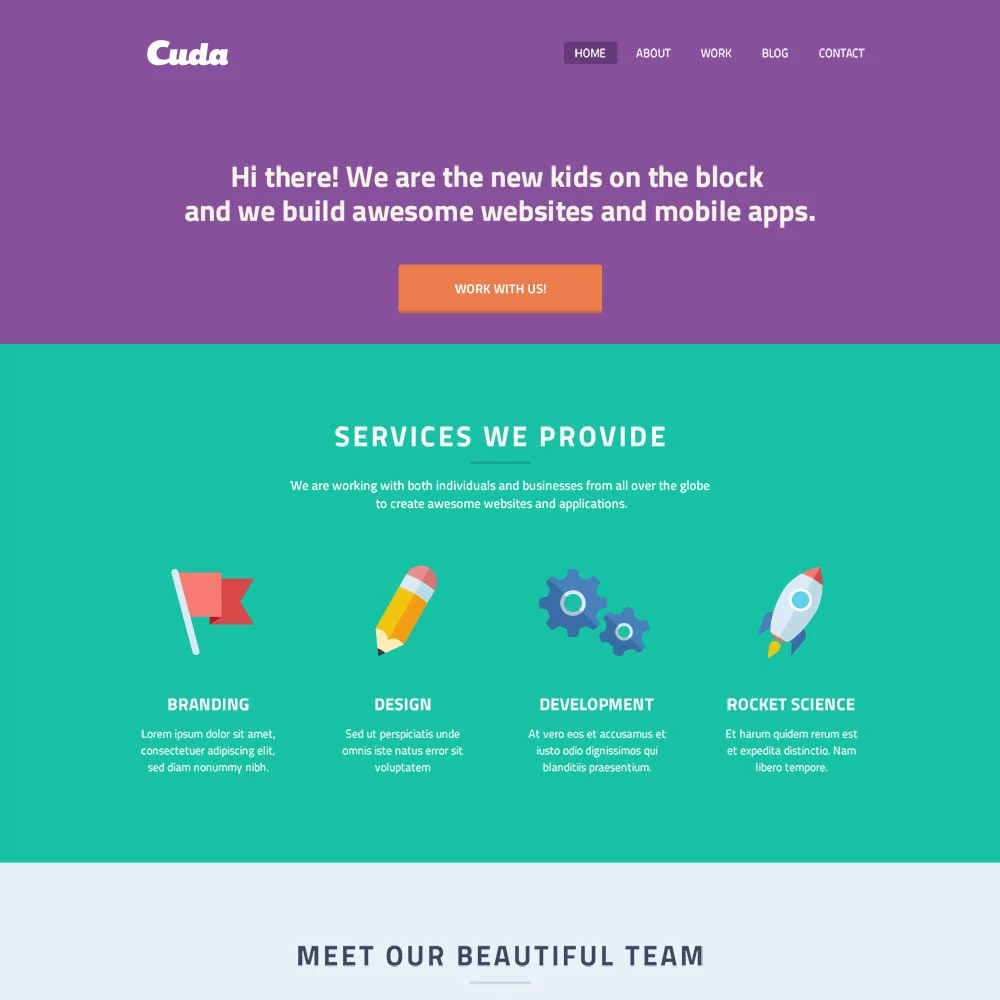 Cuda
HOME ABOUT WORK BLOG CONTACT
Hi there! We are the new kids on the block
and we build awesome websites and mobile apps.
WORK WITH US!
SERVICES WE PROVIDE
We are working with both individuals and businesses from all over the globe
to create awesome websites and applications.
BRANDING
Lorem ipsum dolor sit amet,
consectetuer adipiscing elit,
sed diam nonummy nibh.
DESIGN
Sed ut perspiciatis unde
omnis iste natus error sit
voluptatem
DEVELOPMENT
At vero eos et accusamus et
iusto odio dignissimos qui
blanditiis praesentium.
ROCKET SCIENCE
Et harum quidem rerum est
et expedita distinctio. Nam
libero tempore.
MEET OUR BEAUTIFUL TEAM